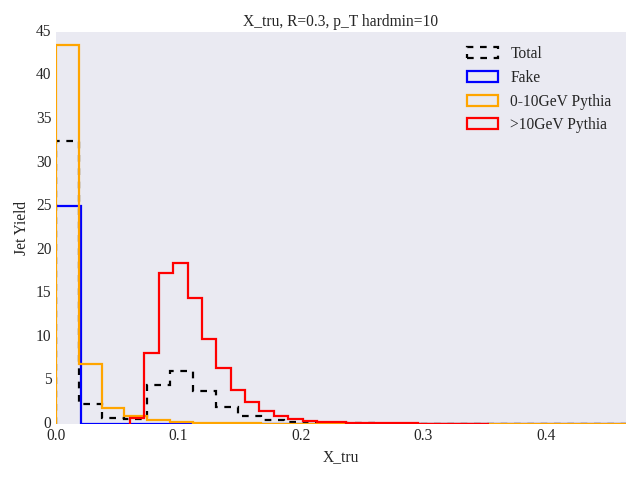 X_tru, R=0.3, p_T hardmin=10
45
40
35
30
25
20
15
10
5
0
Jet Yield
Total
Fake
0-10GeV Pythia
>10GeV Pythia
0.0 0.1 0.2 0.3 0.4
X_tru